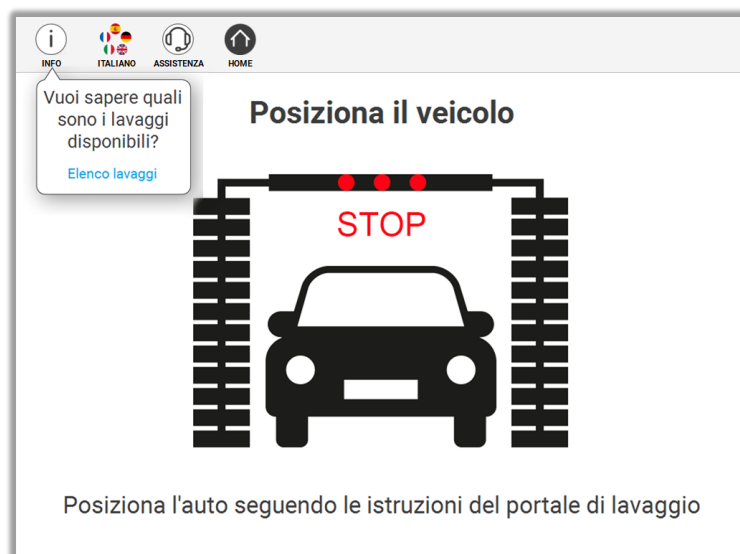 INFO
ITALIANO
ASSISTENZA
HOME
Vuoi sapere quali
sono i lavaggi
disponibili?
Elenco lavaggi
Posiziona il veicolo
STOP
Posiziona l'auto seguendo le istruzioni del portale di lavaggio